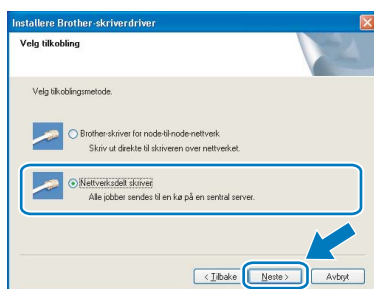 Installere Brother-skriverdriver
Velg tilkobling
Velg tilkoblingsmetode.
Brother-skriver for node-til-node-nettverk
Skriv ut direkte til skriveren over nettverket.
Nettverksdelt skriver
Alle jobber sendes til en kø på en sentral server.
< Tilbake Neste > Avbryt